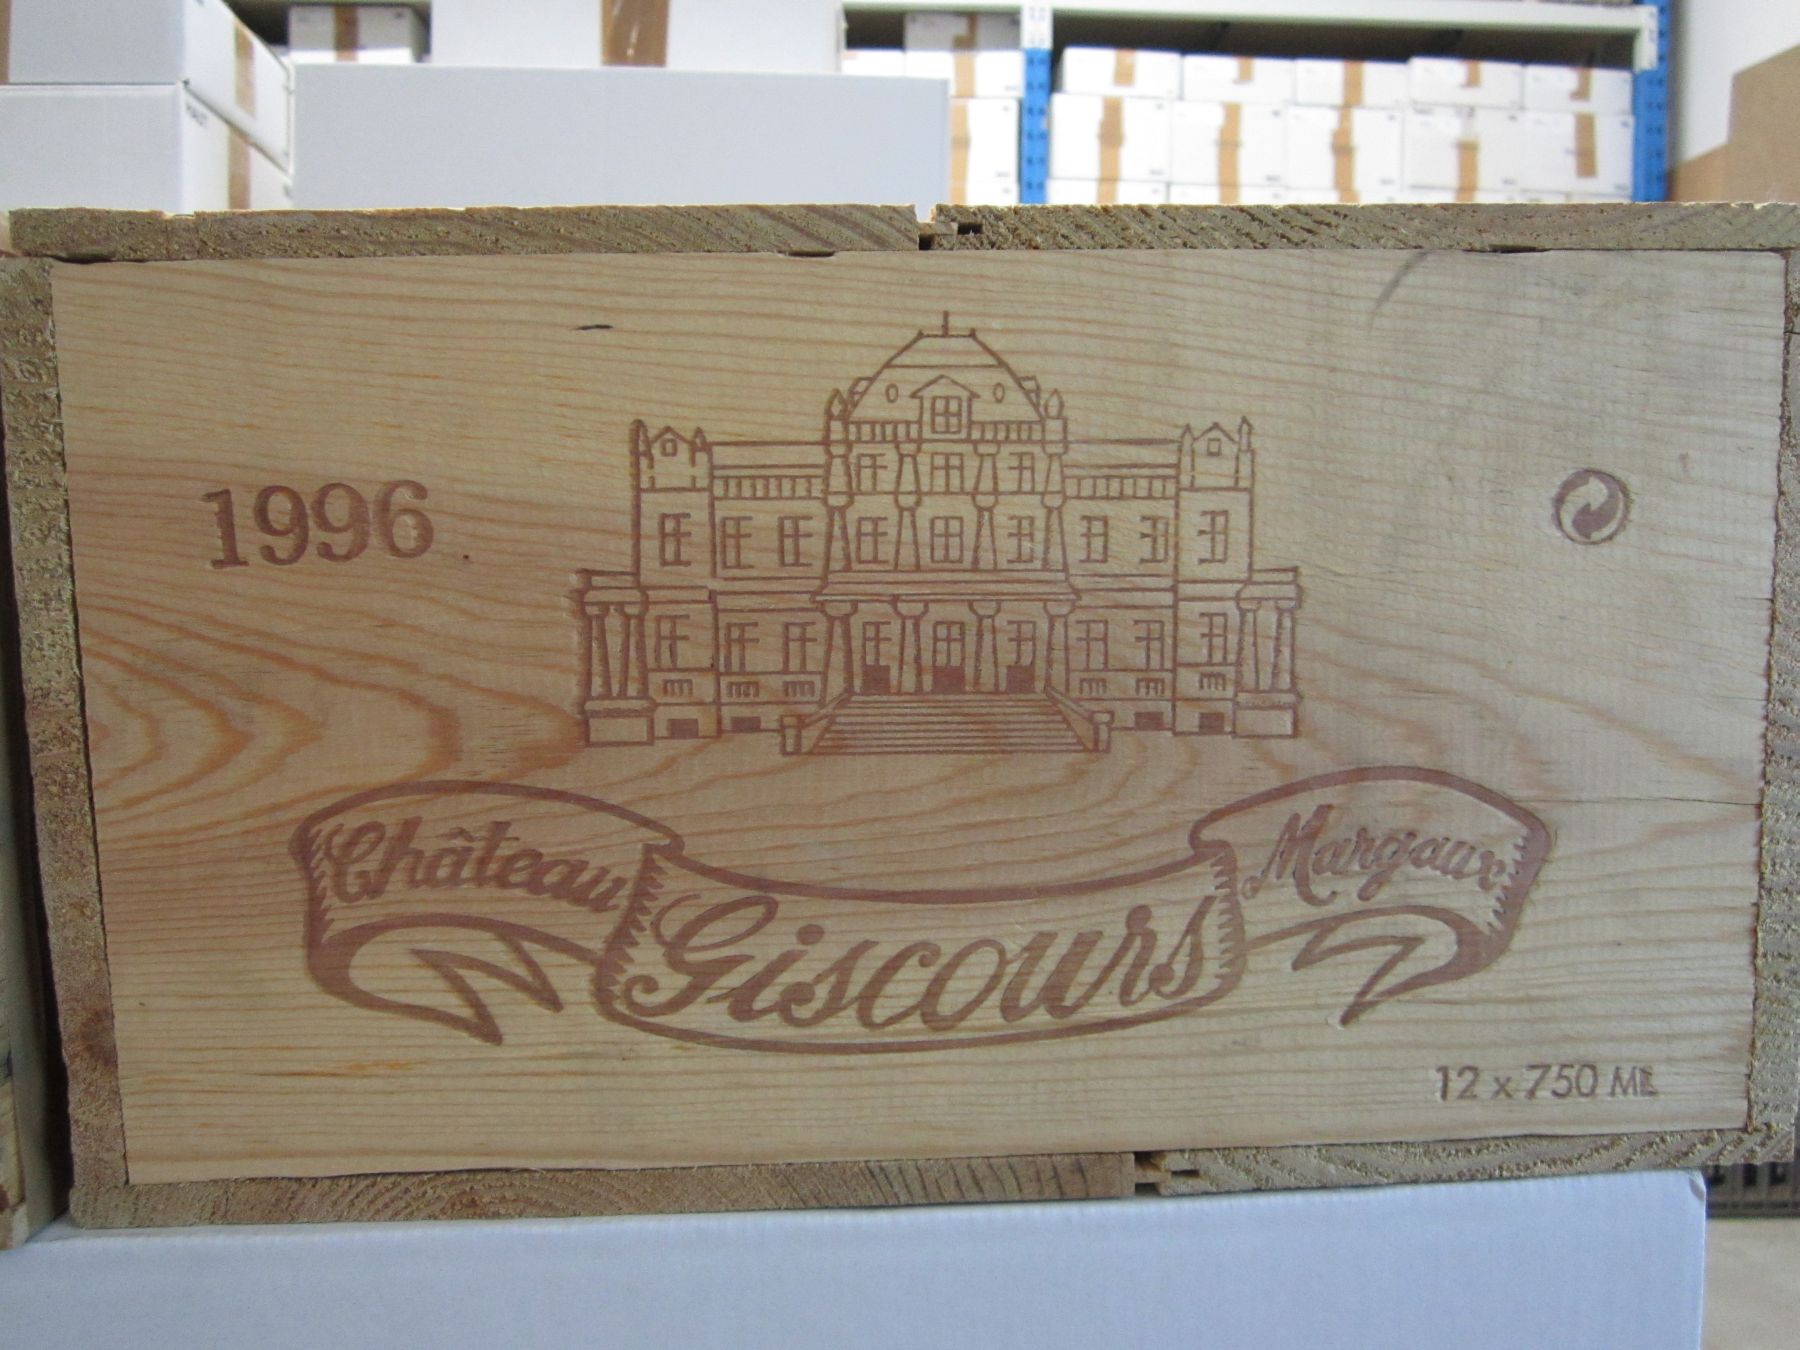 1996
Château
Giscours
Margaux
12 x 750 ML